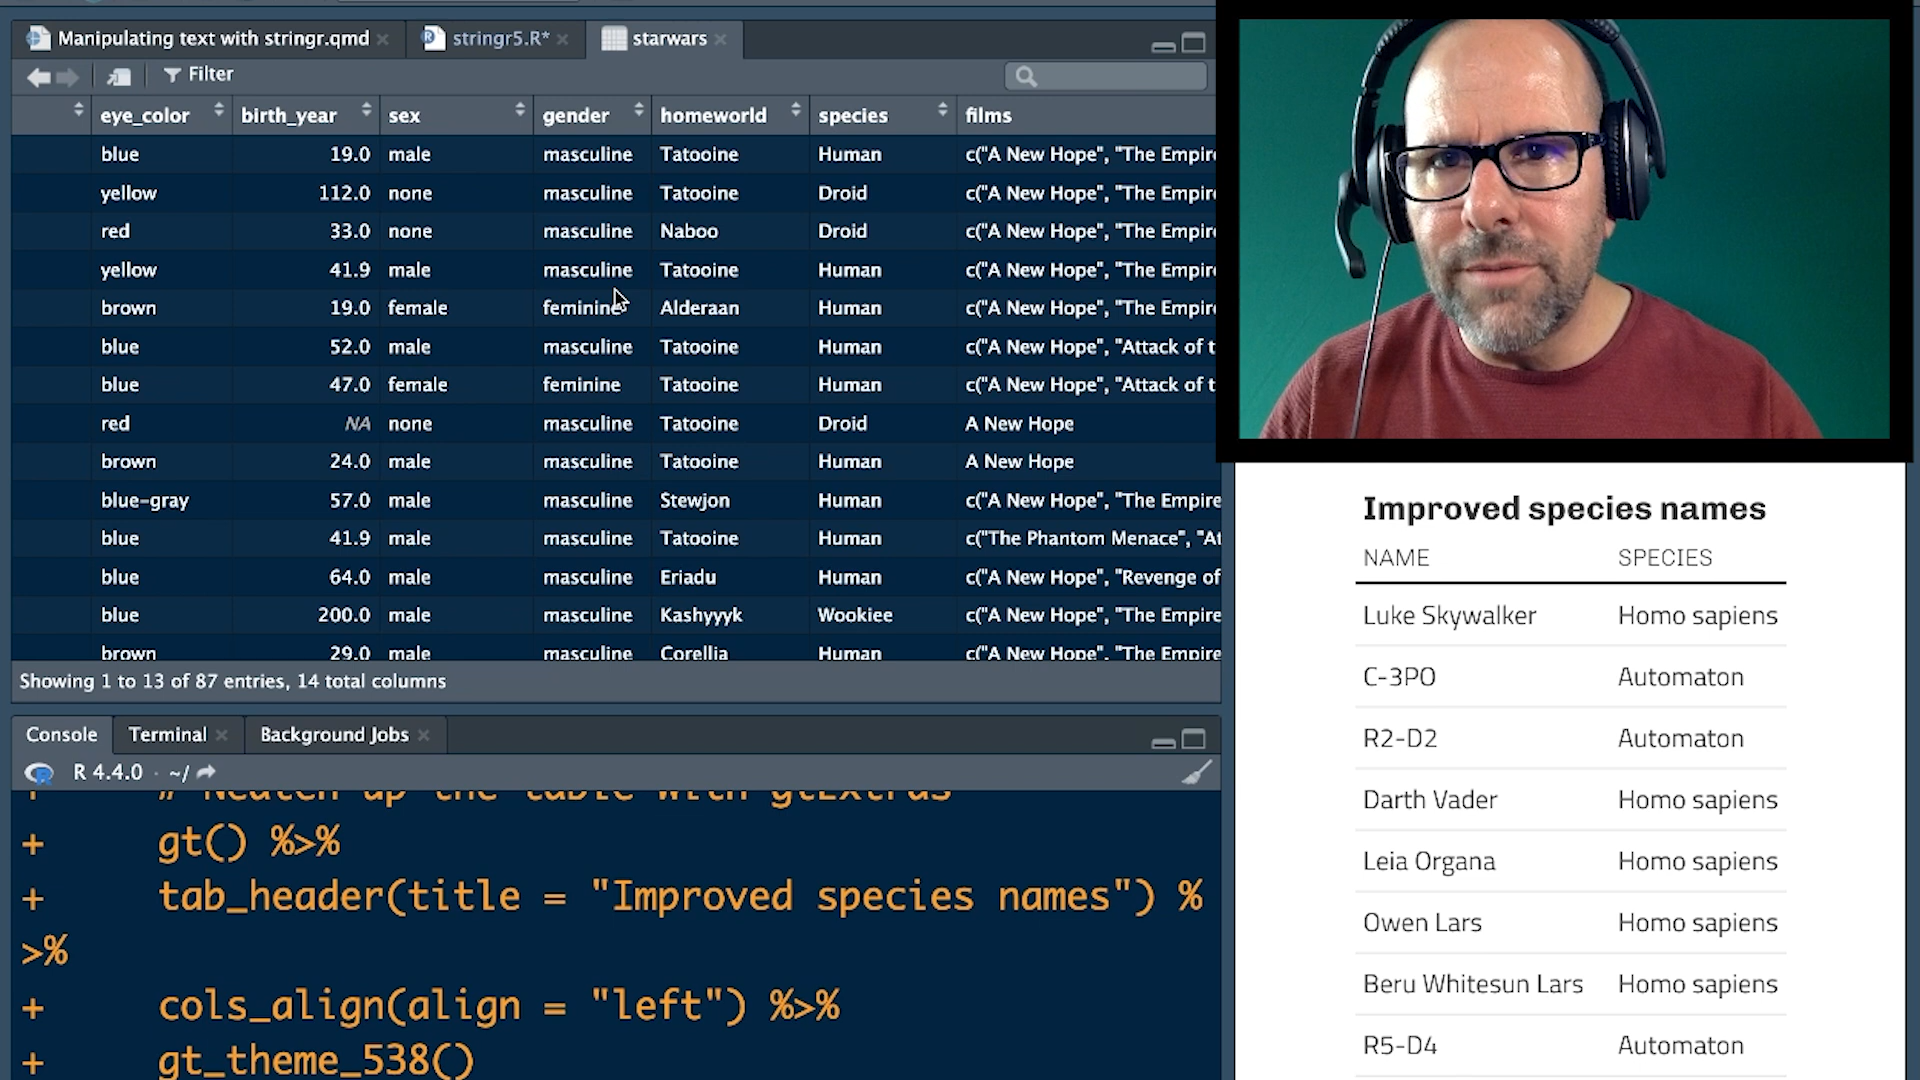 Manipulating text with stringr.qmd stringr5.R* starwars
Filter
eye_color birth_year sex gender homeworld species films
blue 19.0 male masculine Tatooine Human c("A New Hope", "The Empire
yellow 112.0 none masculine Tatooine Droid c("A New Hope", "The Empire
red 33.0 none masculine Naboo Droid c("A New Hope", "The Empire
yellow 41.9 male masculine Tatooine Human c("A New Hope", "The Empire
brown 19.0 female feminine Alderaan Human c("A New Hope", "The Empire
blue 52.0 male masculine Tatooine Human c("A New Hope", "Attack of t
blue 47.0 female feminine Tatooine Human c("A New Hope", "Attack of t
red NA none masculine Tatooine Droid A New Hope
brown 24.0 male masculine Tatooine Human A New Hope
blue-gray 57.0 male masculine Stewjon Human c("A New Hope", "The Empire
blue 41.9 male masculine Tatooine Human c("The Phantom Menace", "At
blue 64.0 male masculine Eriadu Human c("A New Hope", "Revenge of
blue 200.0 male masculine Kashyyyk Wookiee c("A New Hope", "The Empire
brown 29.0 male masculine Corellia Human c("A New Hope", "The Empire
Showing 1 to 13 of 87 entries, 14 total columns
Console Terminal Background Jobs
R 4.4.0 · ~/
+ # Neaten up the table with gtExtras
+ gt() %>%
+ tab_header(title = "Improved species names") %
>%
+ cols_align(align = "left") %>%
+ gt_theme_538()
Improved species names
NAME SPECIES
Luke Skywalker Homo sapiens
C-3PO Automaton
R2-D2 Automaton
Darth Vader Homo sapiens
Leia Organa Homo sapiens
Owen Lars Homo sapiens
Beru Whitesun Lars Homo sapiens
R5-D4 Automaton